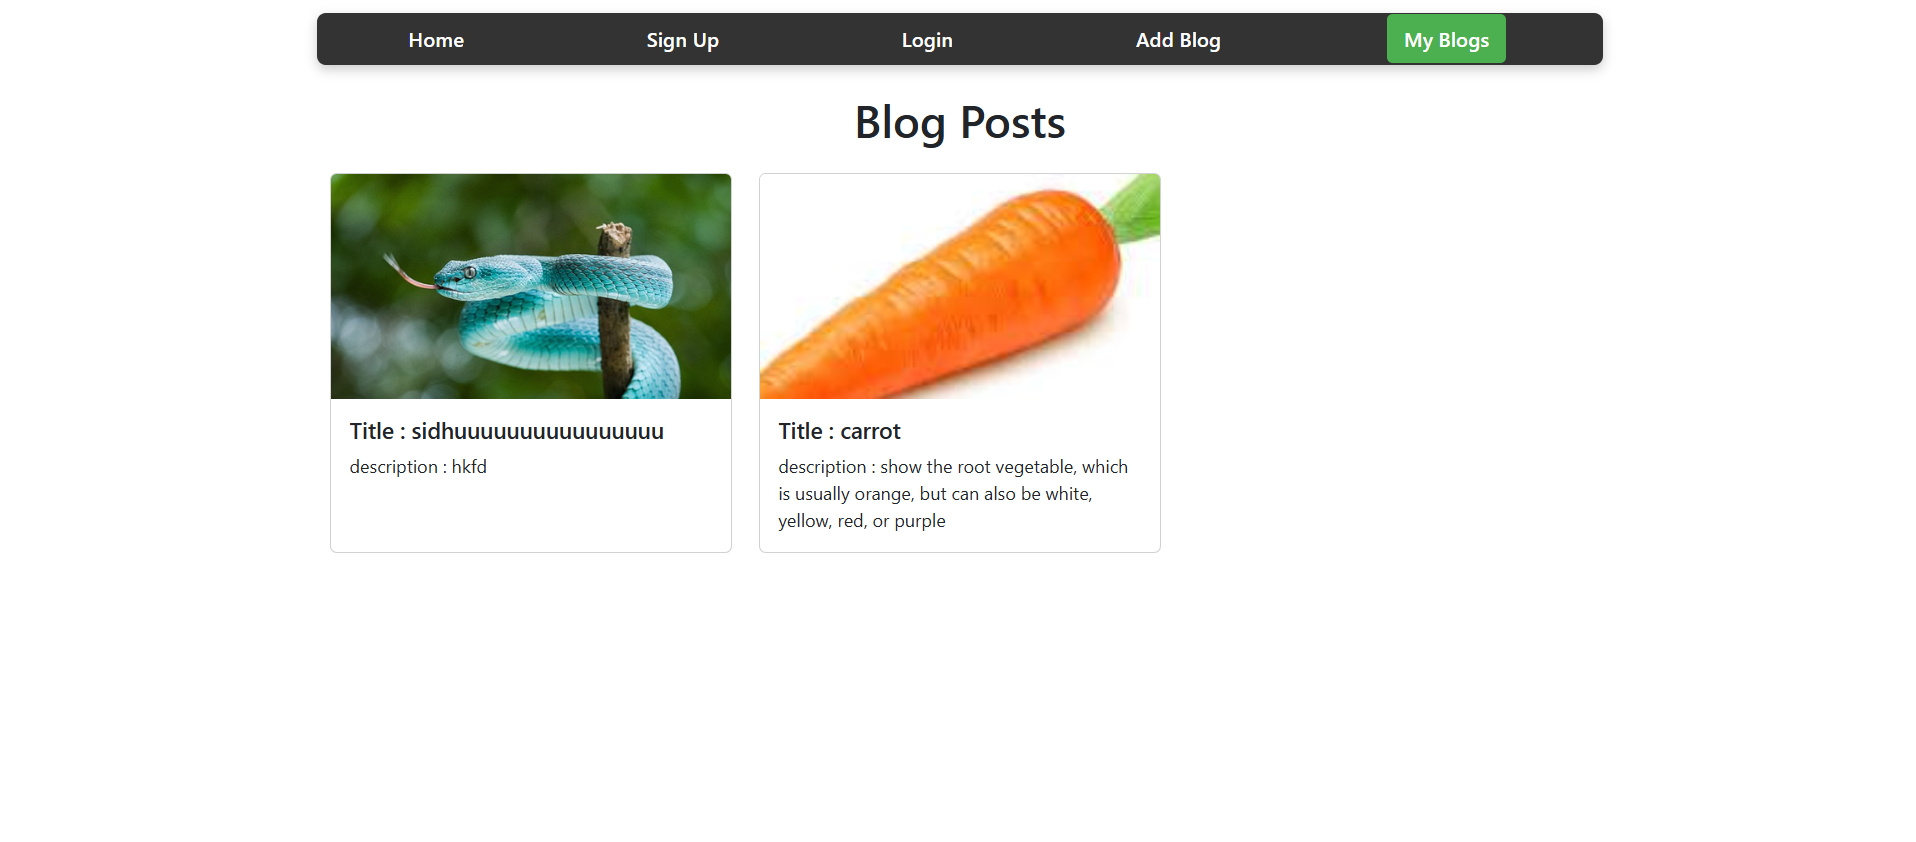 Home Sign Up Login Add Blog My Blogs
Blog Posts
Title : sidhuuuuuuuuuuuuuuuu
description : hkfd
Title : carrot
description : show the root vegetable, which
is usually orange, but can also be white,
yellow, red, or purple